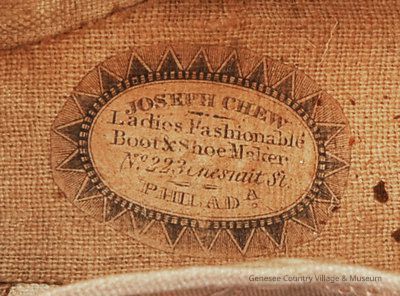 JOSEPH CHEW
Ladies Fashionable
Boot & Shoe Maker
No. 223 Chesnut St.
PHILADA
Genesee Country Village & Museum